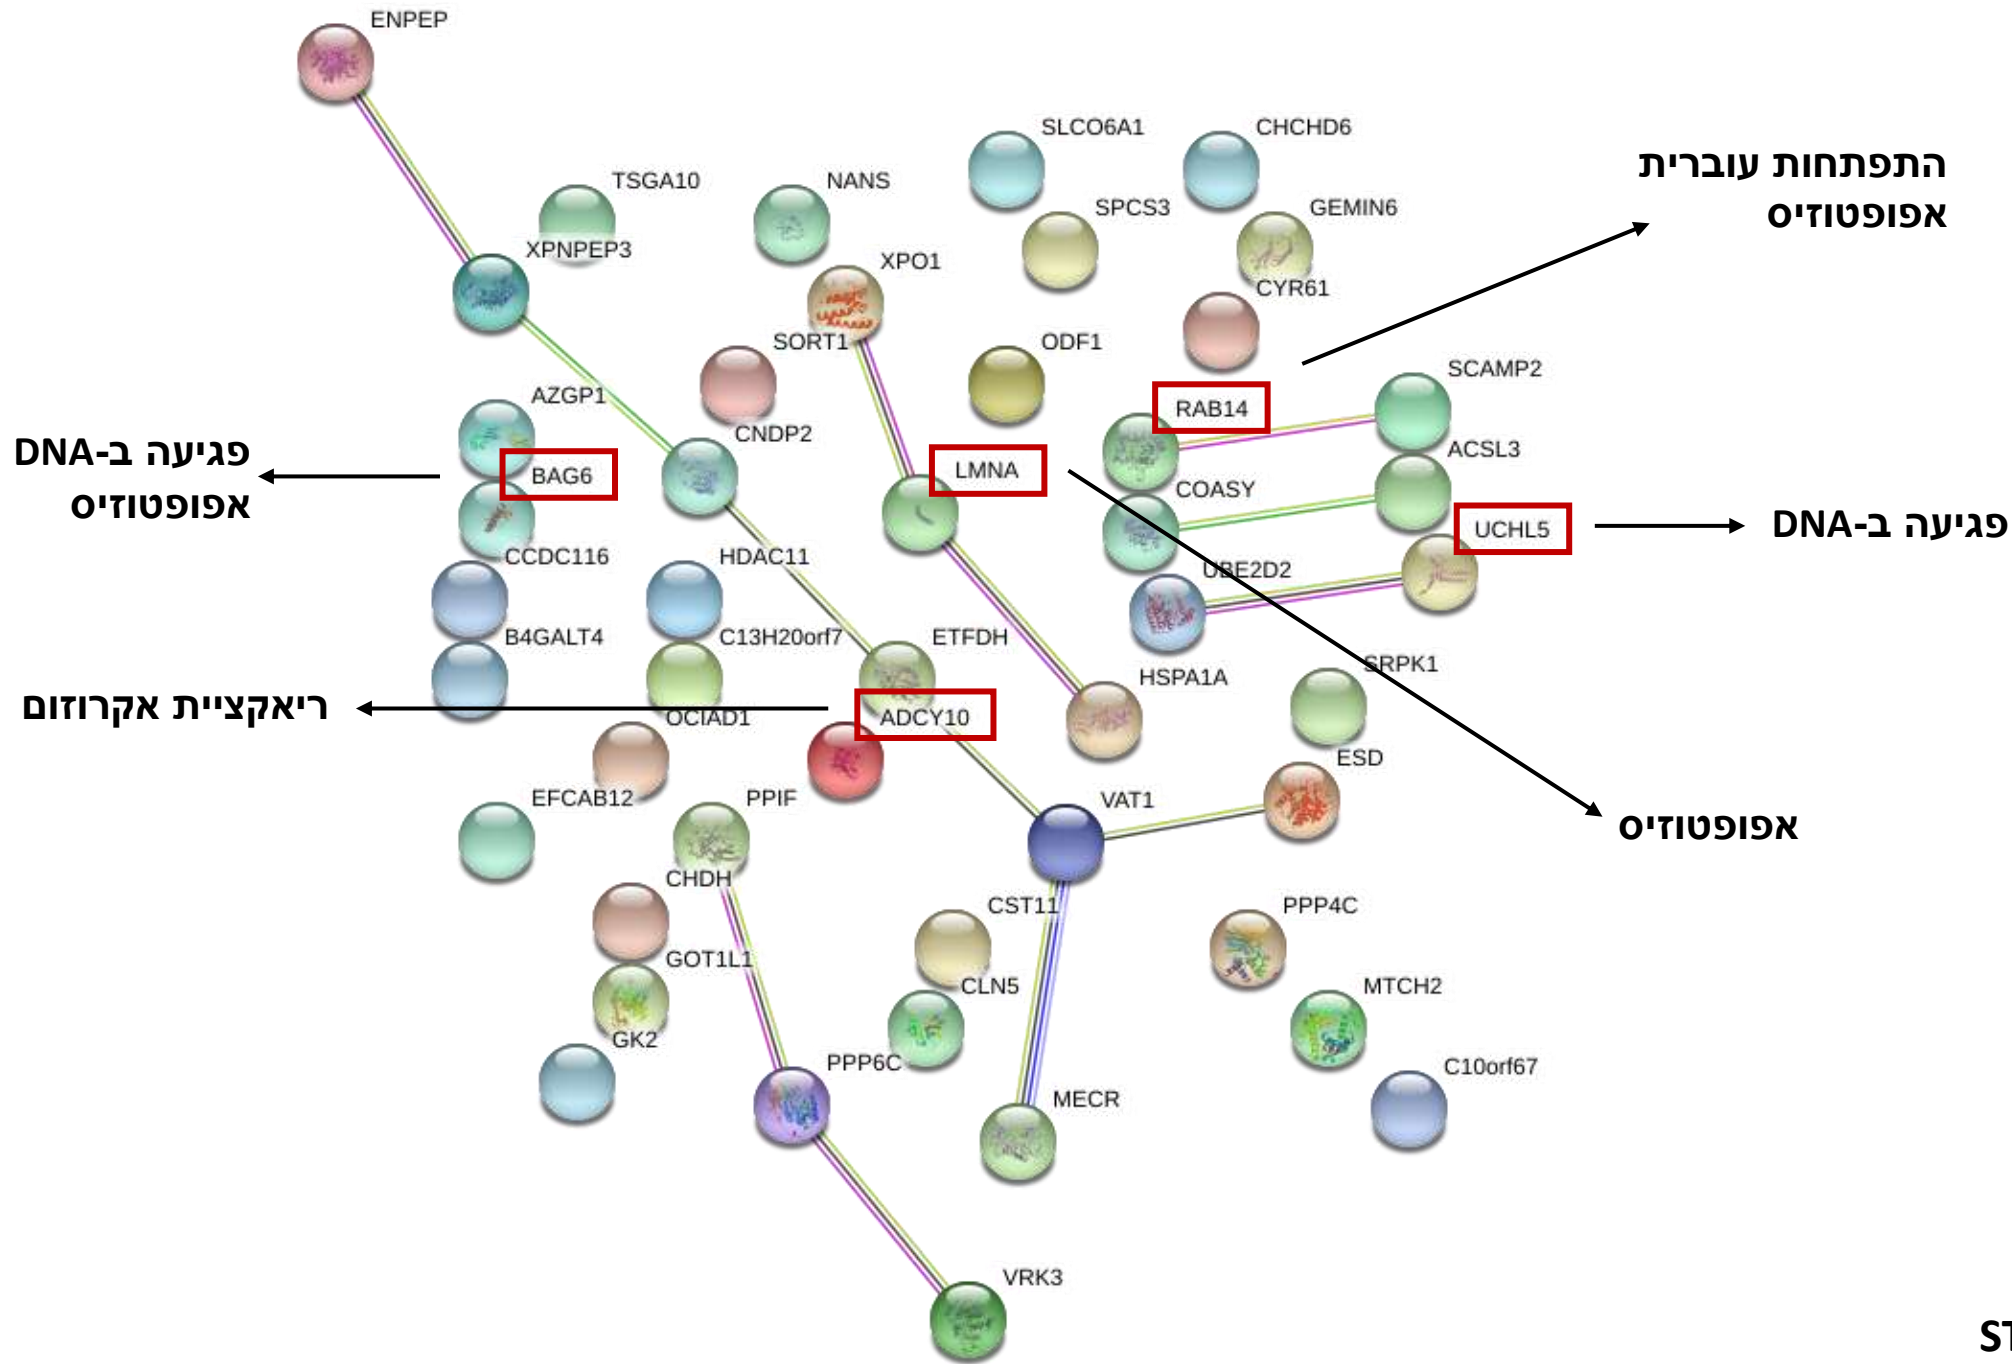 ENPEP
SLCO6A1
CHCHD6
התפתחות עוברית
אפופטוזיס
TSGA10
NANS
SPCS3
GEMIN6
XPNPEP3
XPO1
CYR61
SORT1
ODF1
SCAMP2
AZGP1
RAB14
CNDP2
ACSL3
פגיעה ב-DNA
אפופטוזיס
BAG6
LMNA
COASY
UCHL5
פגיעה ב-DNA
CCDC116
HDAC11
UBE2D2
B4GALT4
C13H20orf7
ETFDH
HSPA1A
SRPK1
ריאקציית אקרוזום
OCIAD1
ADCY10
ESD
EFCAB12
PPIF
VAT1
אפופטוזיס
CHDH
CST11
PPP4C
GOT1L1
CLN5
MTCH2
GK2
PPP6C
C10orf67
MECR
VRK3
ST